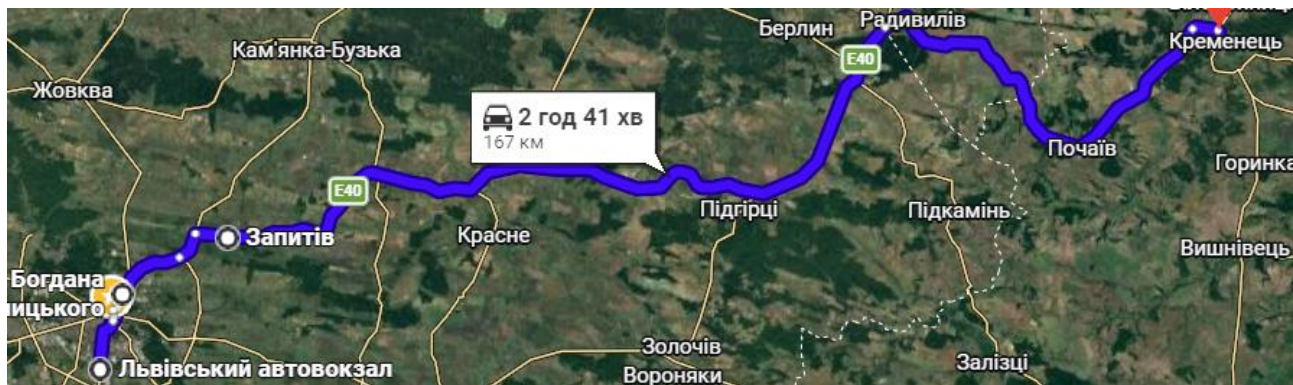 Берлин
Радивилів
Кам'янка-Бузька
Кременець
E40
Жовква
2 год 41 хв
167 км
Почаїв
Горинка
E40
Підгірці
Підкамінь
Запитів
Красне
Вишнівець
Богдана
ницького
Золочів
Львівський автовокзал
Залізці
Вороняки